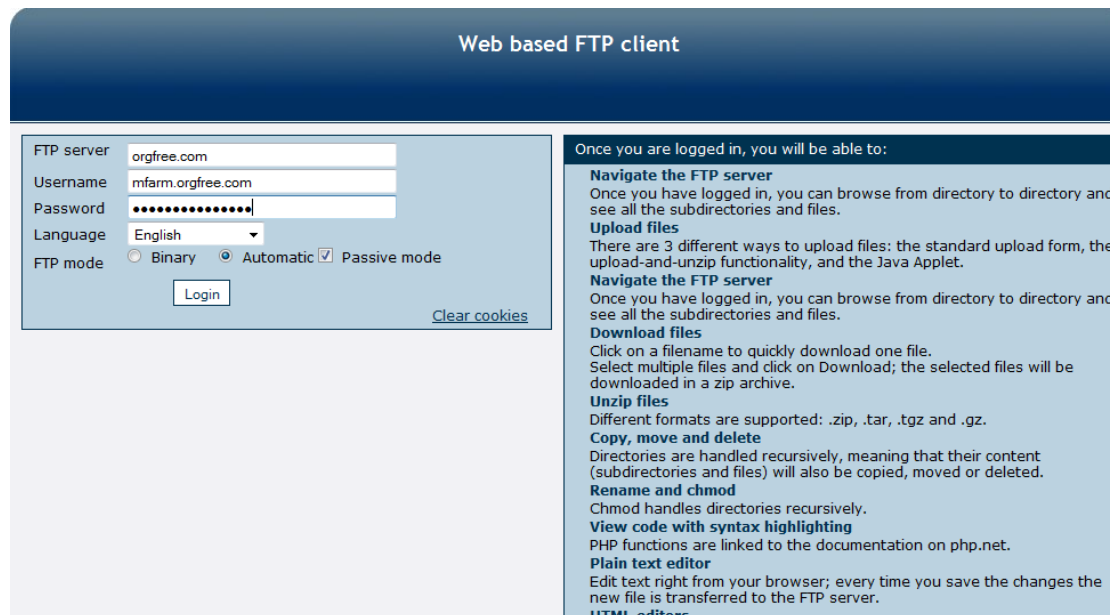 Web based FTP client
FTP server
orgfree.com
Username
mfarm.orgfree.com
Password
•••••••••••••••
Language
English
FTP mode
Binary
Automatic
Passive mode
Login
Clear cookies
Once you are logged in, you will be able to:
Navigate the FTP server
Once you have logged in, you can browse from directory to directory and
see all the subdirectories and files.
Upload files
There are 3 different ways to upload files: the standard upload form, the
upload-and-unzip functionality, and the Java Applet.
Navigate the FTP server
Once you have logged in, you can browse from directory to directory and
see all the subdirectories and files.
Download files
Click on a filename to quickly download one file.
Select multiple files and click on Download; the selected files will be
downloaded in a zip archive.
Unzip files
Different formats are supported: .zip, .tar, .tgz and .gz.
Copy, move and delete
Directories are handled recursively, meaning that their content
(subdirectories and files) will also be copied, moved or deleted.
Rename and chmod
Chmod handles directories recursively.
View code with syntax highlighting
PHP functions are linked to the documentation on php.net.
Plain text editor
Edit text right from your browser; every time you save the changes the
new file is transferred to the FTP server.
HTML editors